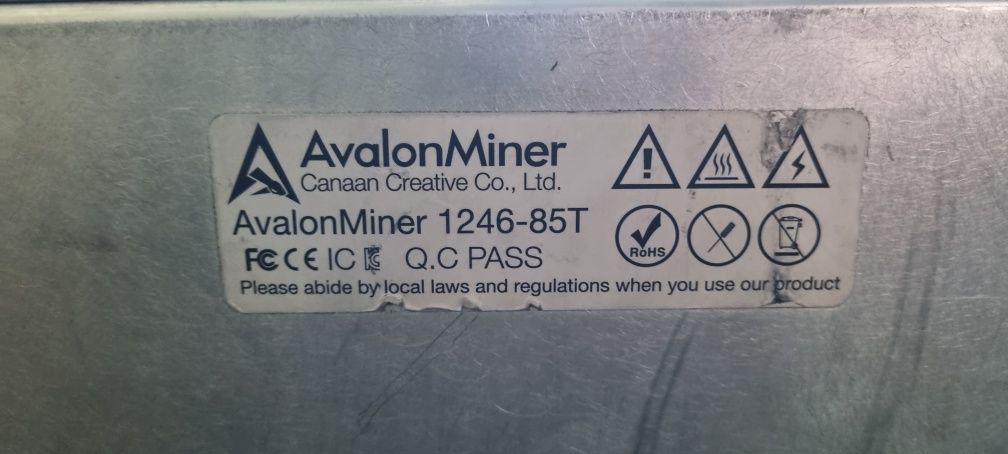 AvalonMiner
Canaan Creative Co., Ltd.
AvalonMiner 1246-85T
FC CE IC Q.C PASS
RoHS
Please abide by local laws and regulations when you use our product